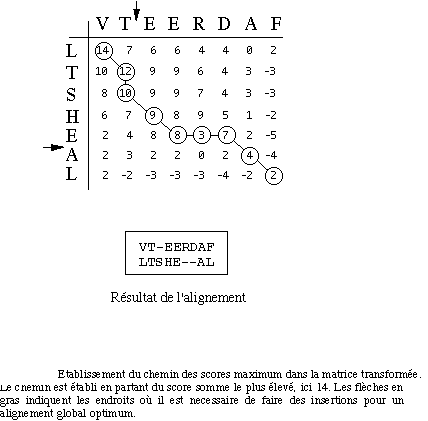 V T E E R D A F
L 14 7 6 6 4 4 0 2
T 10 12 9 9 6 4 3 -3
S 8 10 9 9 7 4 3 -3
H 6 7 9 8 9 5 1 -2
E 2 4 8 8 3 7 2 -5
A 2 3 2 2 0 2 4 -4
L 2 -2 -3 -3 -3 -4 -2 2
VT-EERDAF
LTSHE--AL
Résultat de l'alignement
Etablissement du chemin des scores maximum dans la matrice transformée.
Le chemin est établi en partant du score somme le plus élevé, ici 14. Les flèches en
gras indiquent les endroits où il est necessaire de faire des insertions pour un
alignement global optimum.